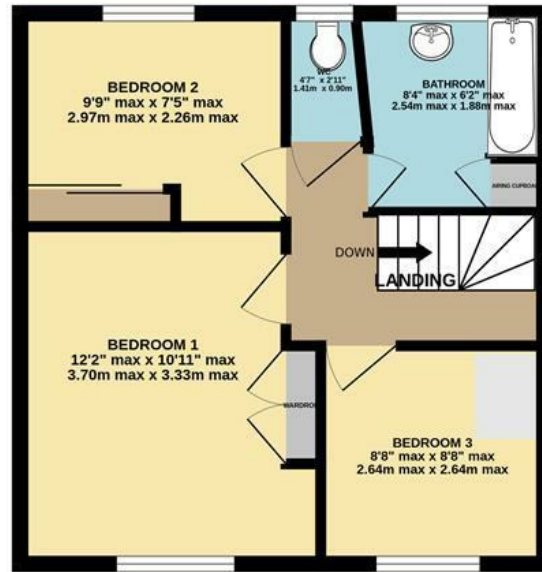 BEDROOM 2
9'9" max x 7'5" max
2.97m max x 2.26m max
WC
4'7" x 2'11"
1.41m x 0.90m
BATHROOM
8'4" max x 6'2" max
2.54m max x 1.88m max
AIRING CUPBOARD
DOWN
LANDING
BEDROOM 1
12'2" max x 10'11" max
3.70m max x 3.33m max
WARDROBE
BEDROOM 3
8'8" max x 8'8" max
2.64m max x 2.64m max